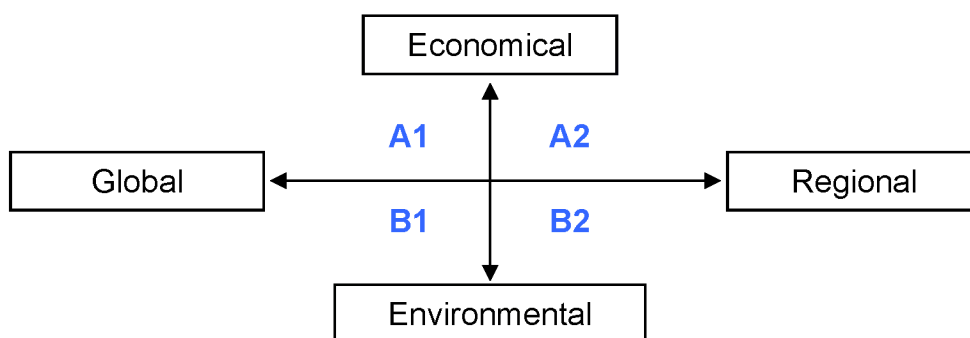 Economical
A1 A2
Global Regional
B1 B2
Environmental